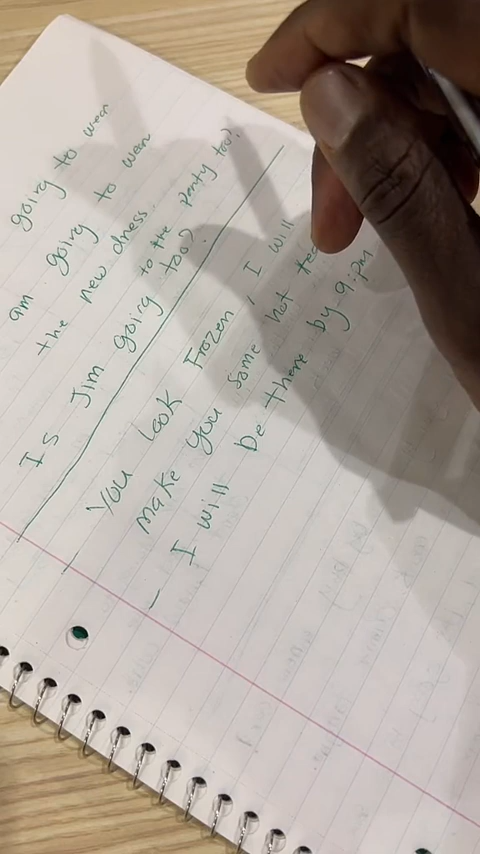 going to wear
am going to wear
the new dress.
to the party too?
Is Jim going too?
- You look Frozen, I will
make you some hot tea
- I will be there by 9:pm